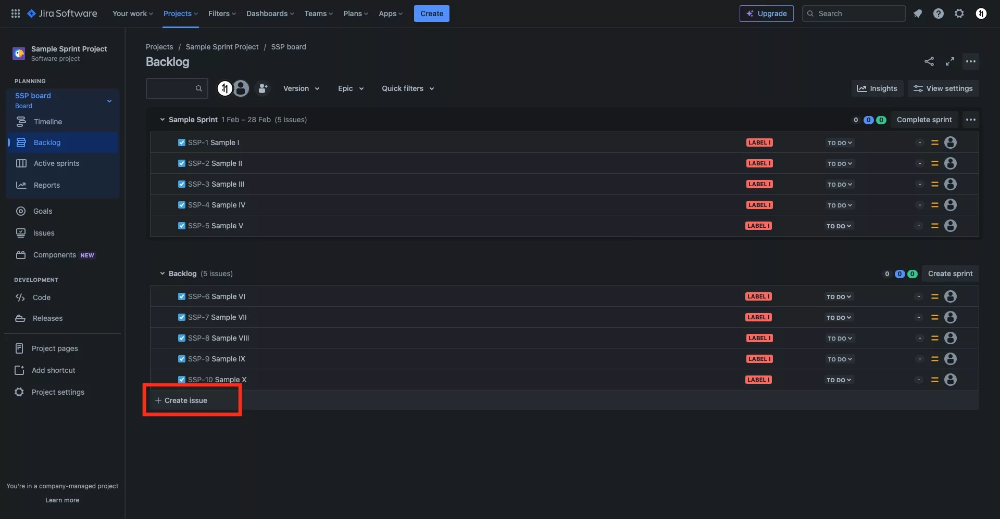 Jira Software Your work Projects Filters Dashboards Teams Plans Apps Create Upgrade Search
Sample Sprint Project
Software project
PLANNING
SSP board
Board
Timeline
Backlog
Active sprints
Reports
Goals
Issues
Components NEW
DEVELOPMENT
Code
Releases
Project pages
Add shortcut
Project settings
You're in a company-managed project
Learn more
Projects / Sample Sprint Project / SSP board
Backlog
Version Epic Quick filters Insights View settings
Sample Sprint 1 Feb – 28 Feb (5 issues) 0 0 0 Complete sprint
SSP-1 Sample I LABEL I TO DO -
SSP-2 Sample II LABEL I TO DO -
SSP-3 Sample III LABEL I TO DO -
SSP-4 Sample IV LABEL I TO DO -
SSP-5 Sample V LABEL I TO DO -
Backlog (5 issues) 0 0 0 Create sprint
SSP-6 Sample VI LABEL I TO DO -
SSP-7 Sample VII LABEL I TO DO -
SSP-8 Sample VIII LABEL I TO DO -
SSP-9 Sample IX LABEL I TO DO -
SSP-10 Sample X LABEL I TO DO -
+ Create issue